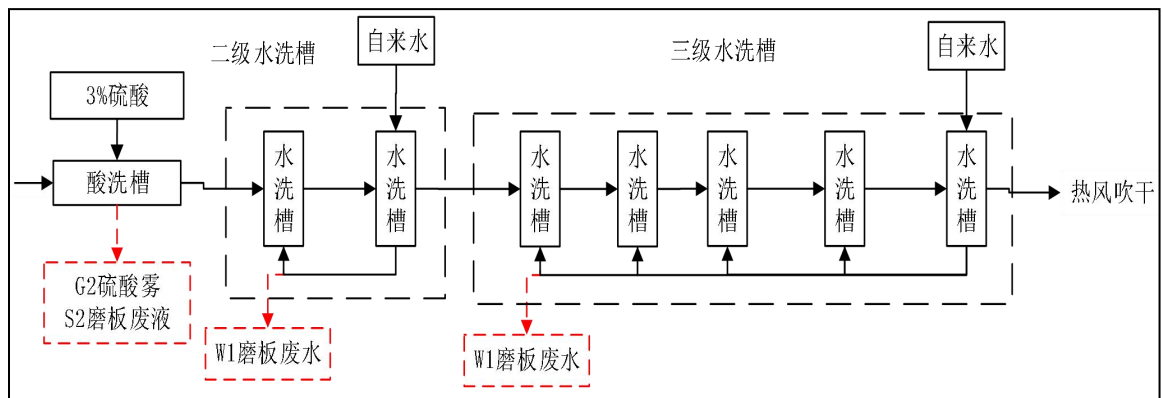 二级水洗槽
自来水
三级水洗槽
自来水
3%硫酸
酸洗槽
水洗槽
水洗槽
水洗槽
水洗槽
水洗槽
水洗槽
水洗槽
热风吹干
G2硫酸雾
S2磨板废液
W1磨板废水
W1磨板废水